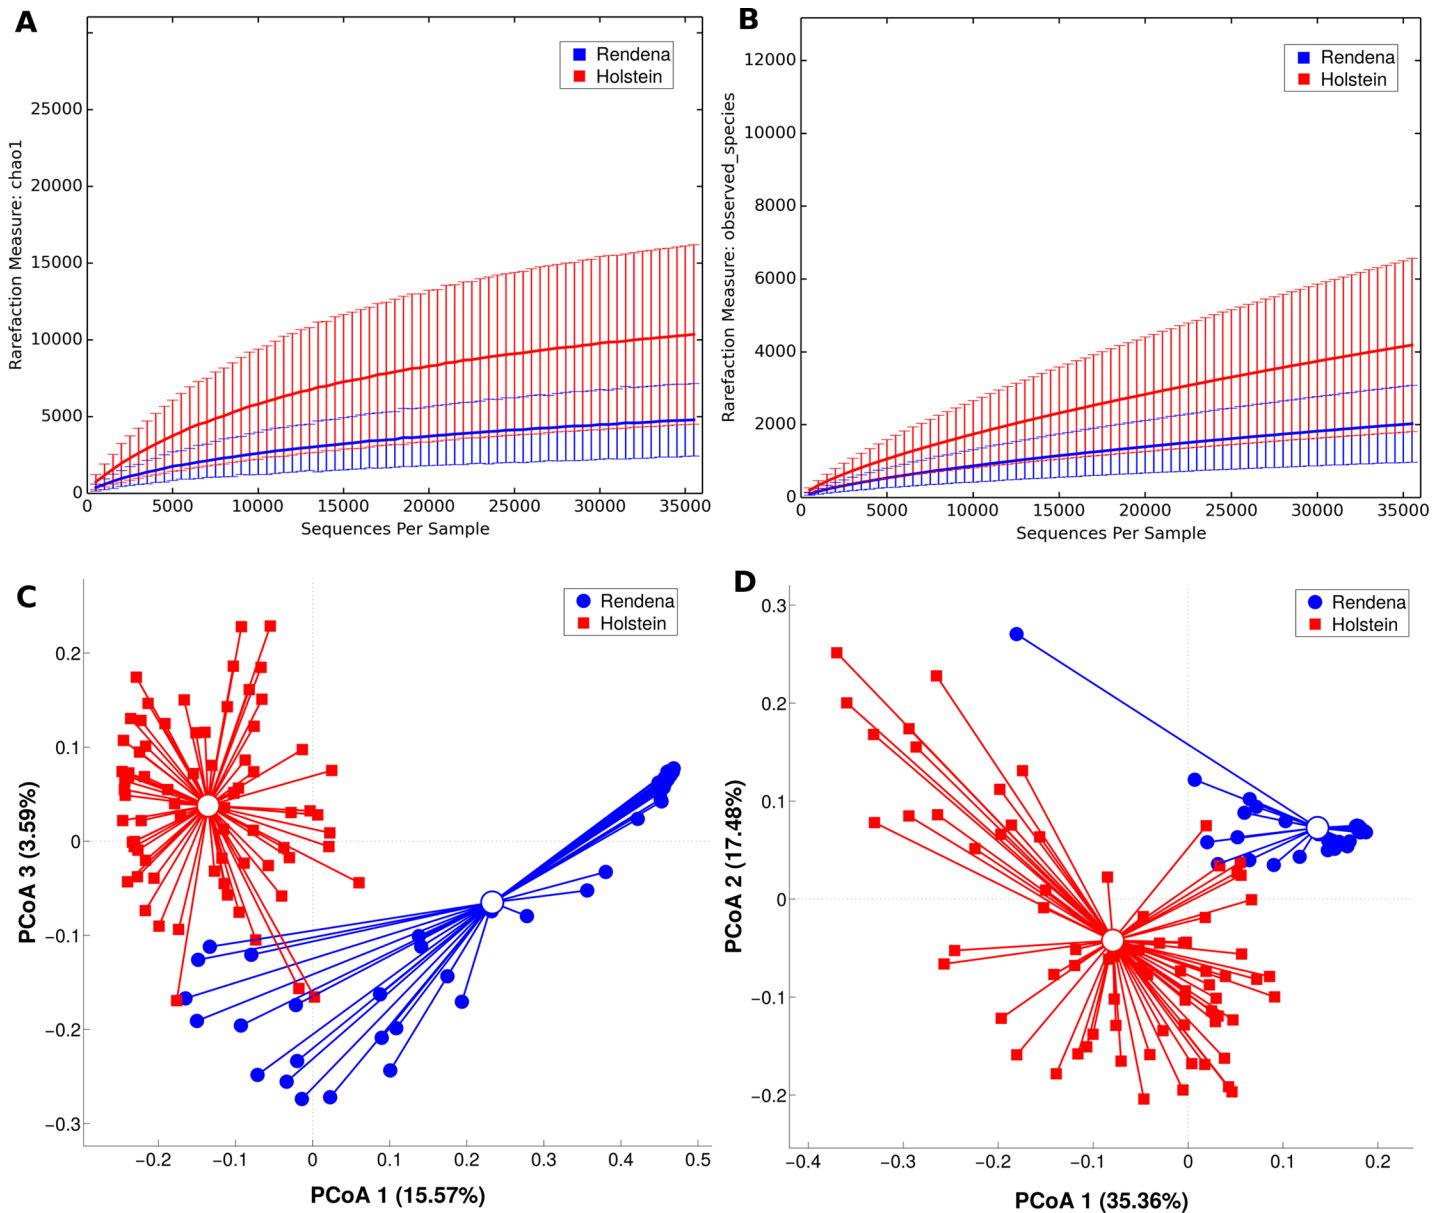 A
Rendena
Holstein
25000
20000
15000
10000
5000
0
Rarefaction Measure: chao1
0
5000
10000
15000
20000
25000
30000
35000
Sequences Per Sample
B
Rendena
Holstein
12000
10000
8000
6000
4000
2000
0
Rarefaction Measure: observed_species
0
5000
10000
15000
20000
25000
30000
35000
Sequences Per Sample
C
Rendena
Holstein
0.2
0.1
0
−0.1
−0.2
−0.3
PCoA 3 (3.59%)
−0.2
−0.1
0
0.1
0.2
0.3
0.4
0.5
PCoA 1 (15.57%)
D
Rendena
Holstein
0.3
0.2
0.1
0
−0.1
−0.2
PCoA 2 (17.48%)
−0.4
−0.3
−0.2
−0.1
0
0.1
0.2
PCoA 1 (35.36%)